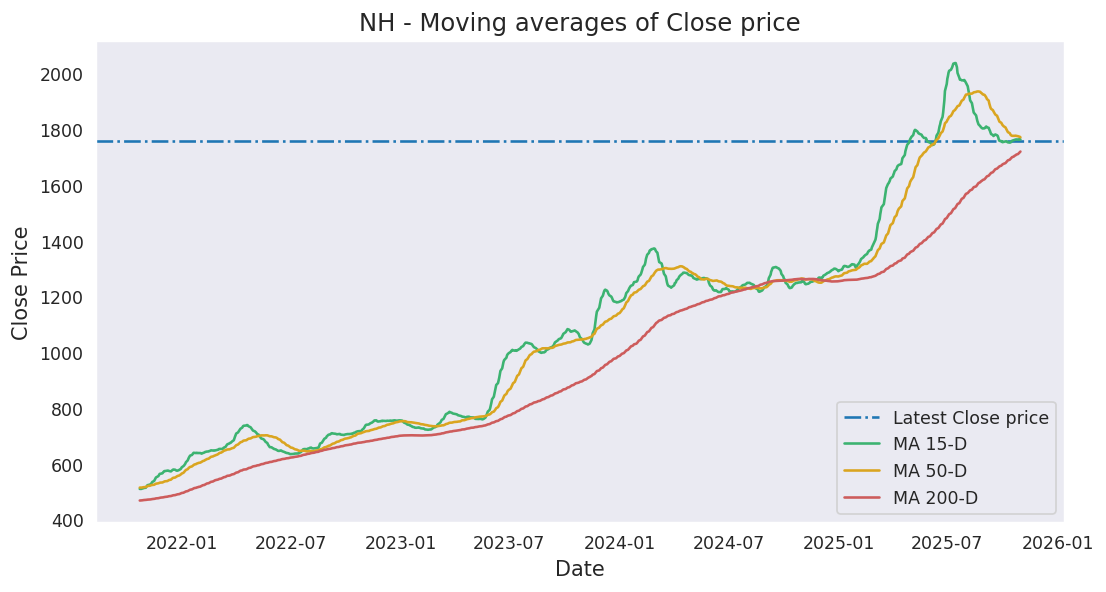 NH - Moving averages of Close price
Close Price
2000
1800
1600
1400
1200
1000
800
600
400
Latest Close price
MA 15-D
MA 50-D
MA 200-D
2022-01 2022-07 2023-01 2023-07 2024-01 2024-07 2025-01 2025-07 2026-01
Date